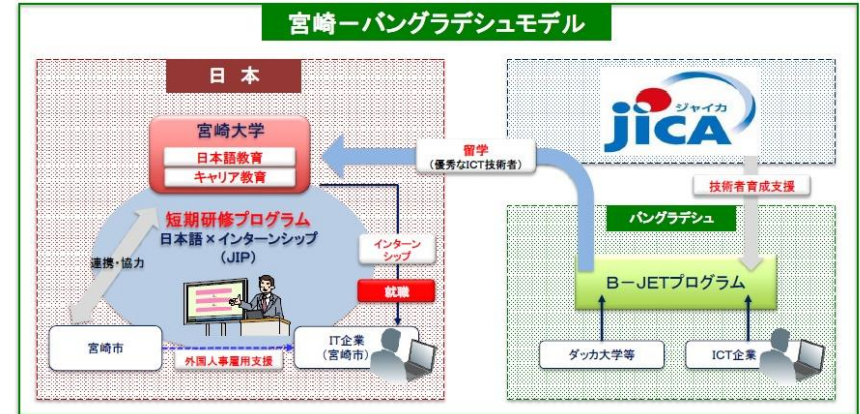 宮崎－バングラデシュモデル
日 本
宮崎大学
日本語教育
キャリア教育
短期研修プログラム
日本語×インターンシップ
（JIP）
連携・協力
インターン
シップ
就職
宮崎市
外国人事雇用支援
IT企業
（宮崎市）
留学
（優秀なICT技術者）
ジャイカ
JICA
技術者育成支援
バングラデシュ
B－JETプログラム
ダッカ大学等
ICT企業